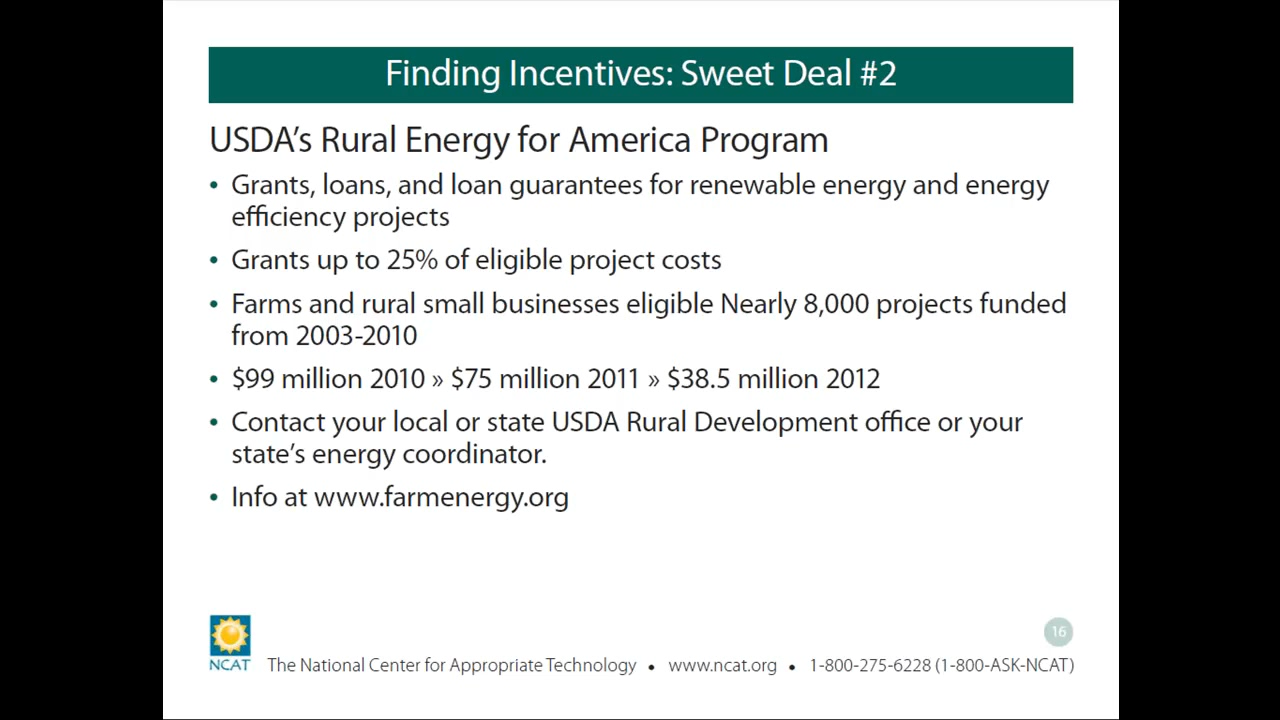 Finding Incentives: Sweet Deal #2
USDA's Rural Energy for America Program
• Grants, loans, and loan guarantees for renewable energy and energy
efficiency projects
• Grants up to 25% of eligible project costs
• Farms and rural small businesses eligible Nearly 8,000 projects funded
from 2003-2010
• $99 million 2010 » $75 million 2011 » $38.5 million 2012
• Contact your local or state USDA Rural Development office or your
state's energy coordinator.
• Info at www.farmenergy.org
16
NCAT The National Center for Appropriate Technology • www.ncat.org • 1-800-275-6228 (1-800-ASK-NCAT)